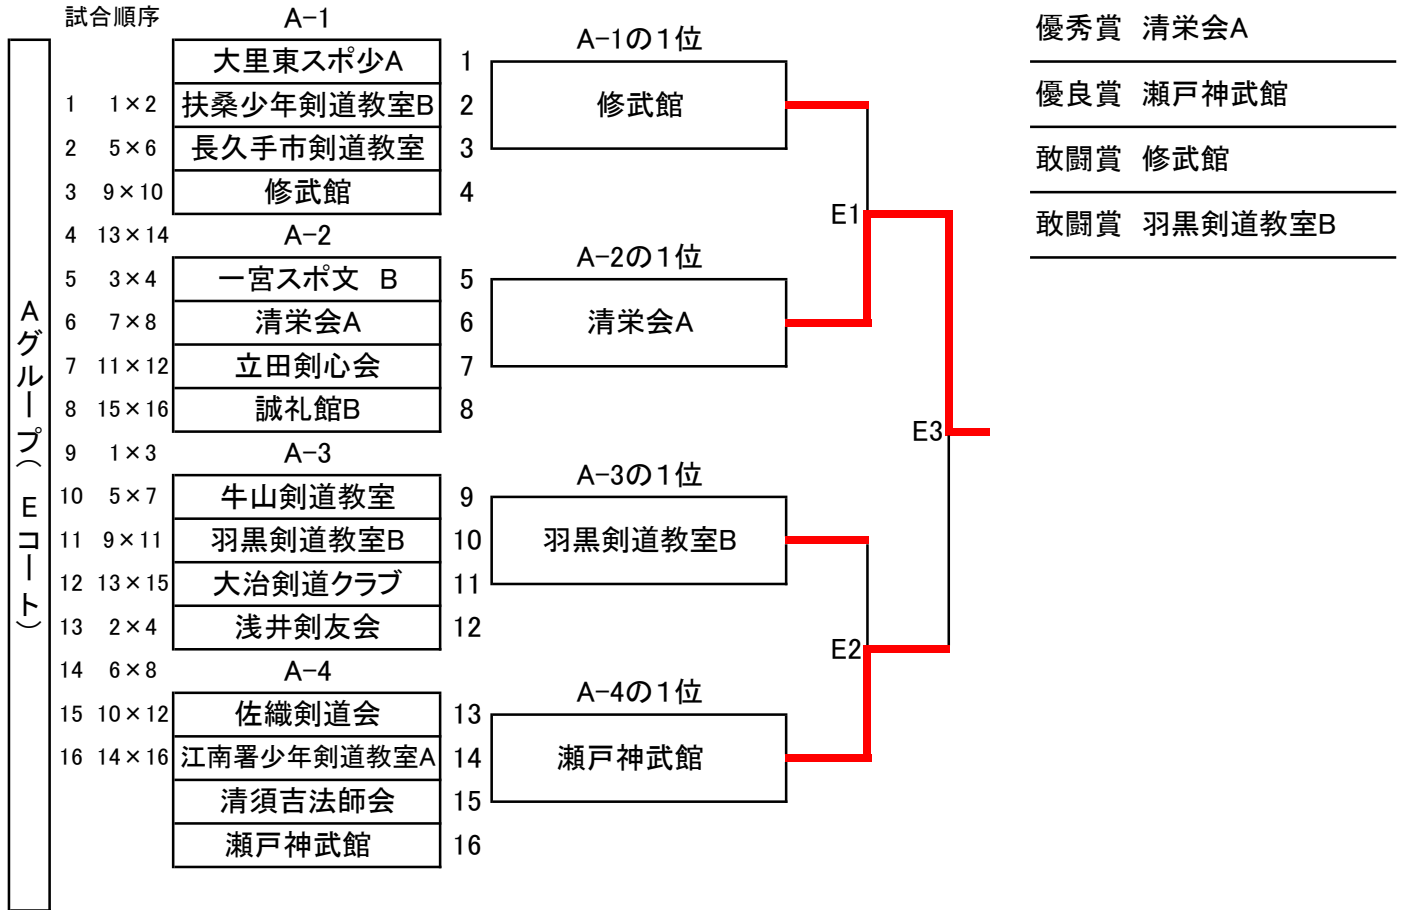 試合順序 A-1
大里東スポ少A 1
1 1×2 扶桑少年剣道教室B 2
2 5×6 長久手市剣道教室 3
3 9×10 修武館 4
4 13×14 A-2
5 3×4 一宮スポ文 B 5
6 7×8 清栄会A 6
7 11×12 立田剣心会 7
8 15×16 誠礼館B 8
9 1×3 A-3
10 5×7 牛山剣道教室 9
11 9×11 羽黒剣道教室B 10
12 13×15 大治剣道クラブ 11
13 2×4 浅井剣友会 12
14 6×8 A-4
15 10×12 佐織剣道会 13
16 14×16 江南署少年剣道教室A 14
清須吉法師会 15
瀬戸神武館 16
Aグループ（Eコート）
A-1の1位
修武館
A-2の1位
清栄会A
A-3の1位
羽黒剣道教室B
A-4の1位
瀬戸神武館
E1
E2
E3
優秀賞 清栄会A
優良賞 瀬戸神武館
敢闘賞 修武館
敢闘賞 羽黒剣道教室B